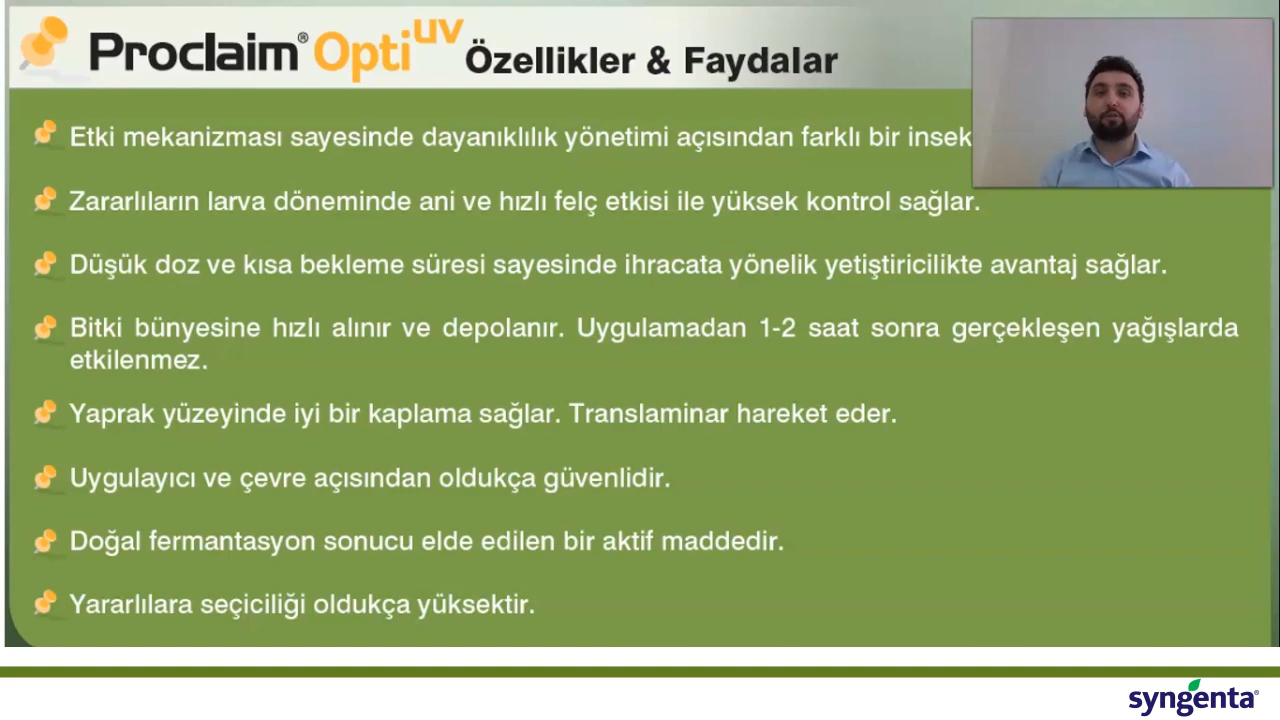 Proclaim® Opti UV Özellikler & Faydalar
Etki mekanizması sayesinde dayanıklılık yönetimi açısından farklı bir insek
Zararlıların larva döneminde ani ve hızlı felç etkisi ile yüksek kontrol sağlar.
Düşük doz ve kısa bekleme süresi sayesinde ihracata yönelik yetiştiricilikte avantaj sağlar.
Bitki bünyesine hızlı alınır ve depolanır. Uygulamadan 1-2 saat sonra gerçekleşen yağışlarda
etkilenmez.
Yaprak yüzeyinde iyi bir kaplama sağlar. Translaminar hareket eder.
Uygulayıcı ve çevre açısından oldukça güvenlidir.
Doğal fermantasyon sonucu elde edilen bir aktif maddedir.
Yararlılara seçiciliği oldukça yüksektir.
syngenta®